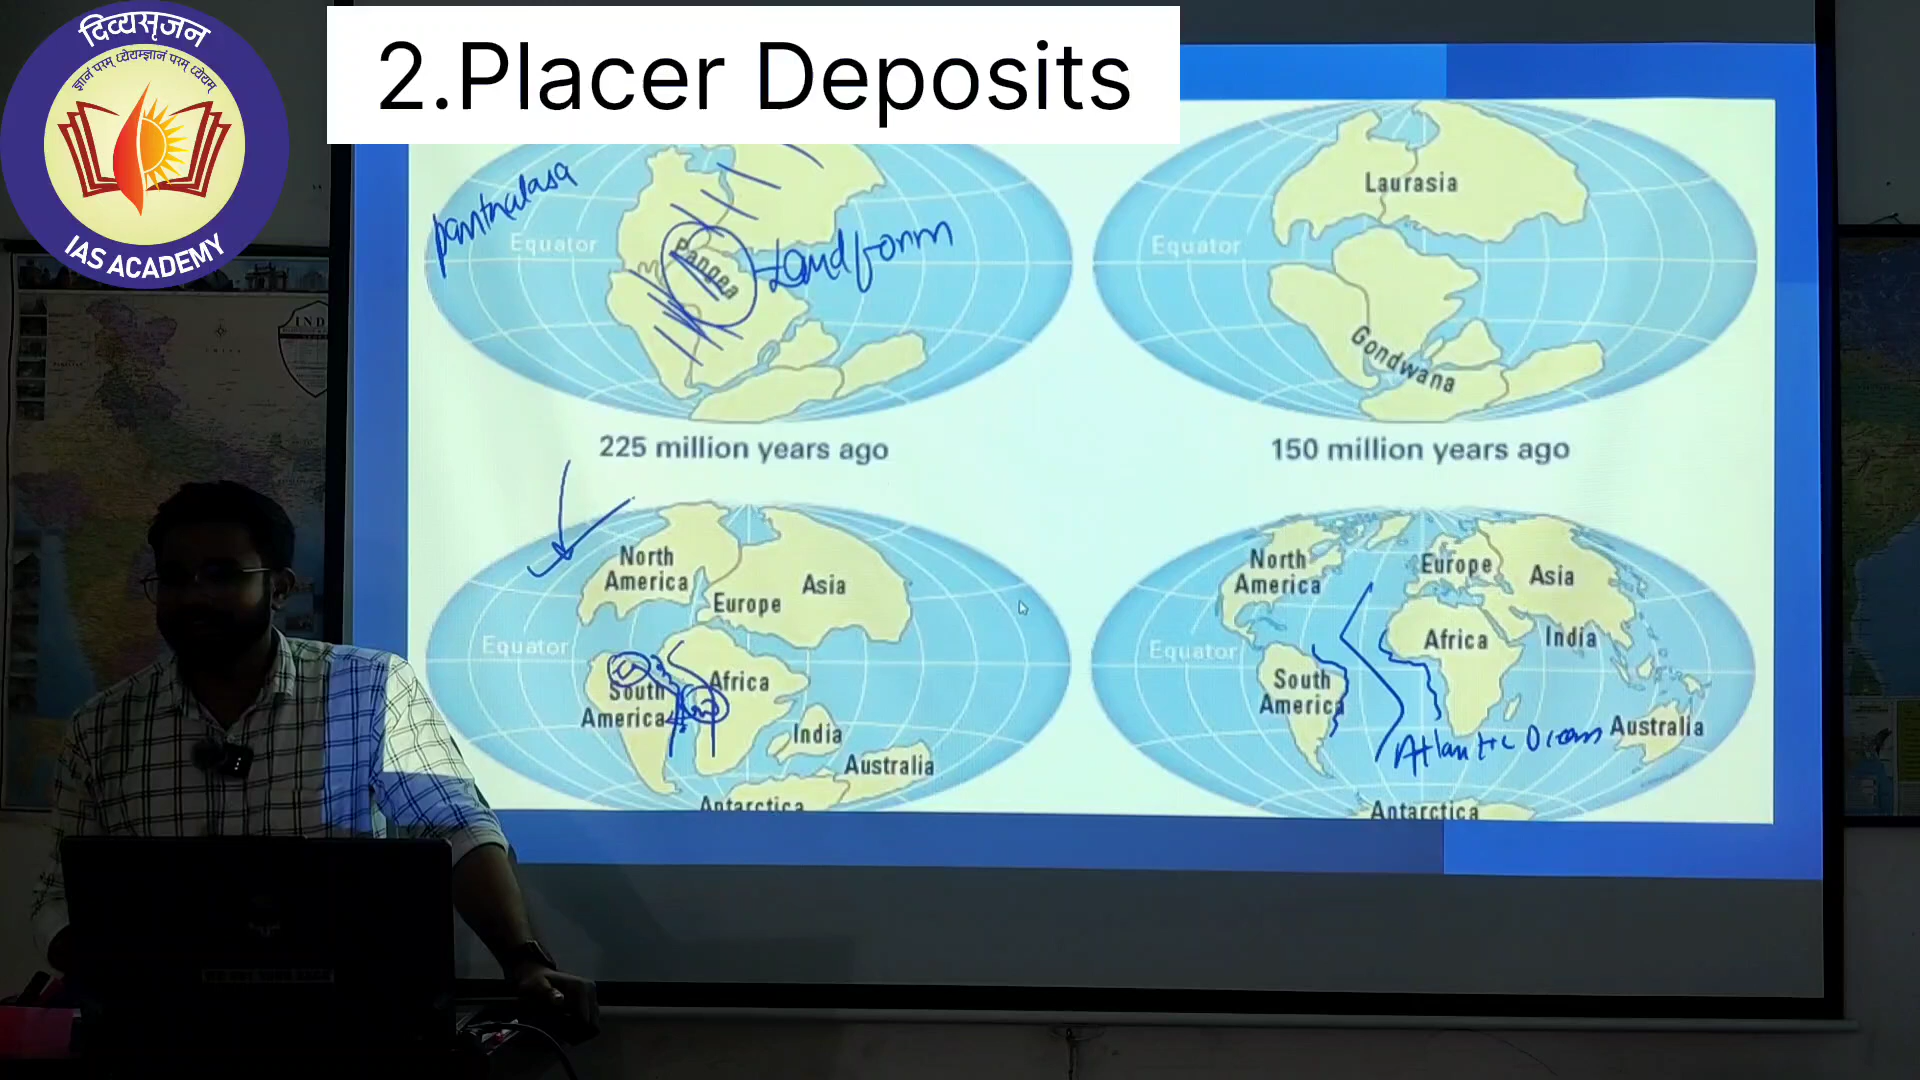 दिव्यसृजन
ज्ञानं परम् ध्येयम्ज्ञानं परम् ध्येयम्
IAS ACADEMY
2.Placer Deposits
panthalasa
Equator
Pangea
Landform
225 million years ago
Equator
Laurasia
Gondwana
150 million years ago
North
America
Europe
Asia
Equator
South
America
Africa
India
Australia
Antarctica
North
America
Europe
Asia
Equator
Africa
India
South
America
Atlantic Ocean
Australia
Antarctica
IND